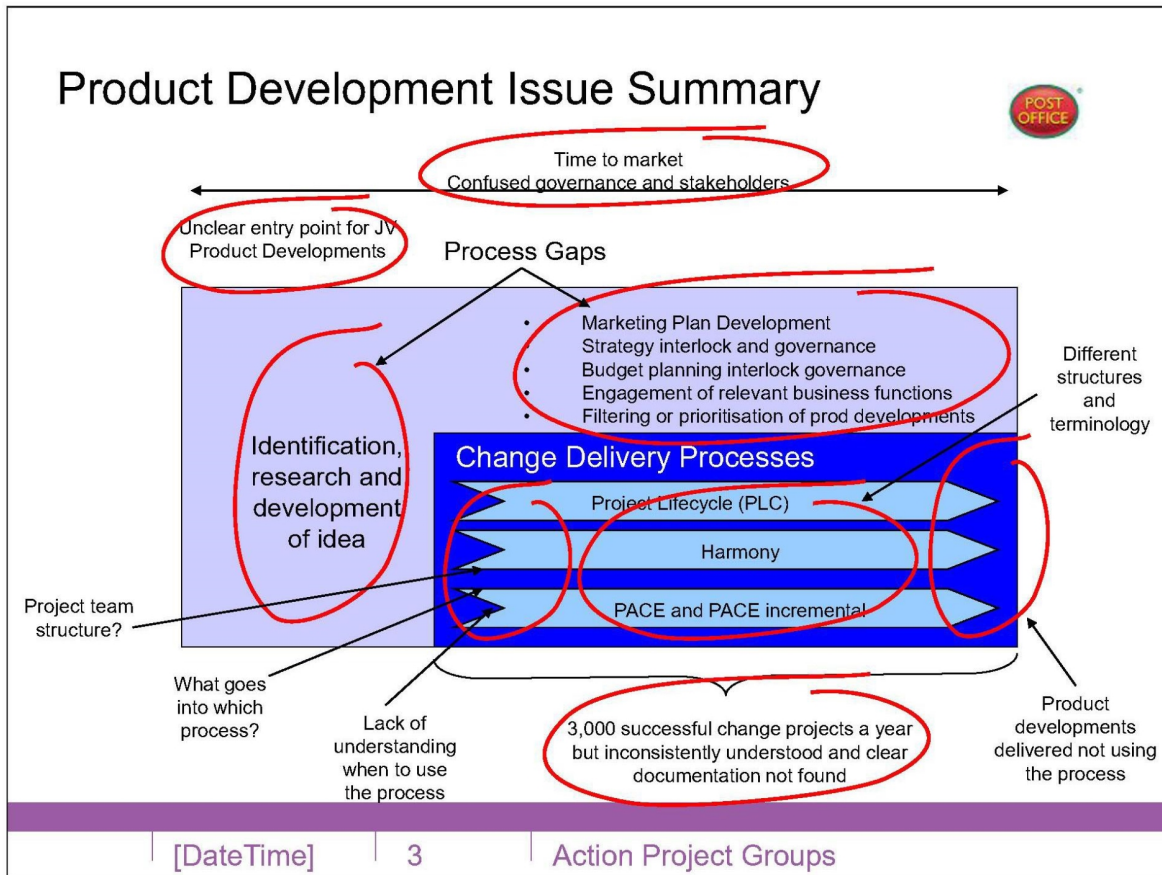 Product Development Issue Summary
POST
OFFICE
®
Time to market
Confused governance and stakeholders
Unclear entry point for JV
Product Developments
Process Gaps
• Marketing Plan Development
• Strategy interlock and governance
• Budget planning interlock governance
• Engagement of relevant business functions
• Filtering or prioritisation of prod developments
Different
structures
and
terminology
Identification,
research and
development
of idea
Change Delivery Processes
Project Lifecycle (PLC)
Harmony
PACE and PACE incremental
Project team
structure?
What goes
into which
process?
Lack of
understanding
when to use
the process
3,000 successful change projects a year
but inconsistently understood and clear
documentation not found
Product
developments
delivered not using
the process
[DateTime]
3
Action Project Groups